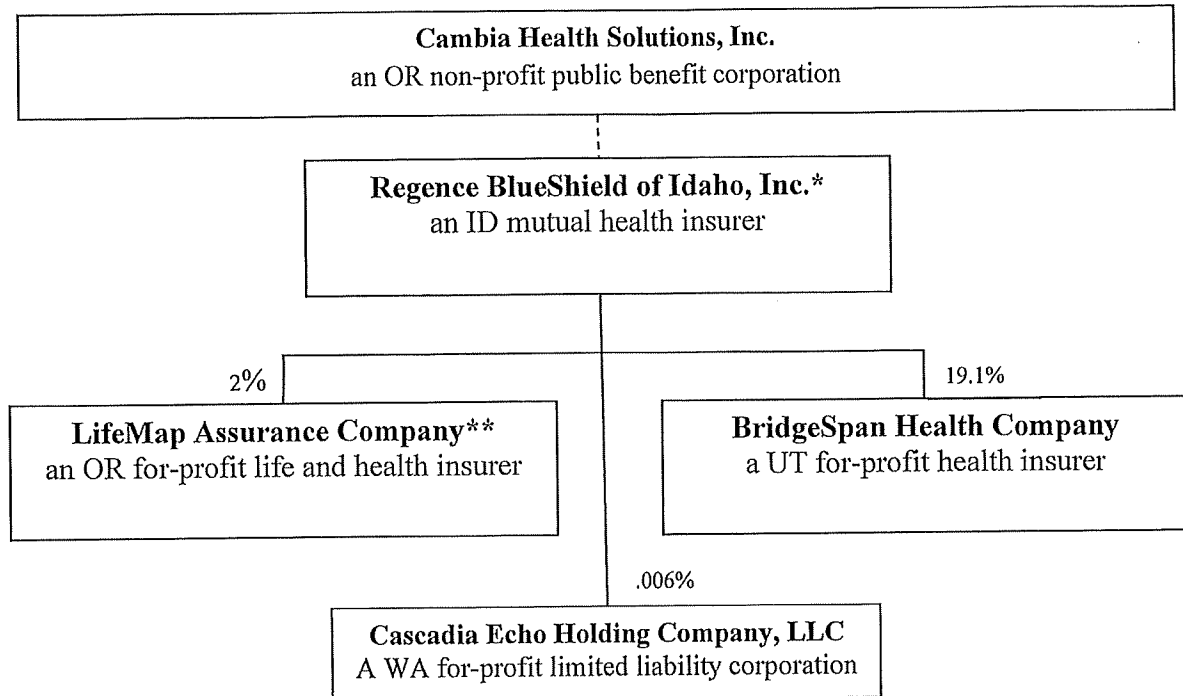 Cambia Health Solutions, Inc.
an OR non-profit public benefit corporation
Regence BlueShield of Idaho, Inc.*
an ID mutual health insurer
2%
19.1%
LifeMap Assurance Company**
an OR for-profit life and health insurer
BridgeSpan Health Company
a UT for-profit health insurer
.006%
Cascadia Echo Holding Company, LLC
A WA for-profit limited liability corporation